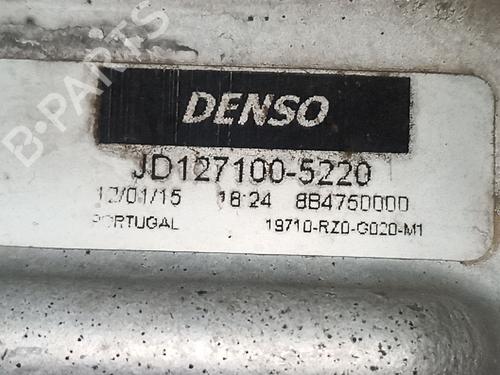 DENSO
JD127100-5220
12/01/15 18:24 8B4750000
PORTUGAL 19710-RZ0-G020-M1
B-PARTS